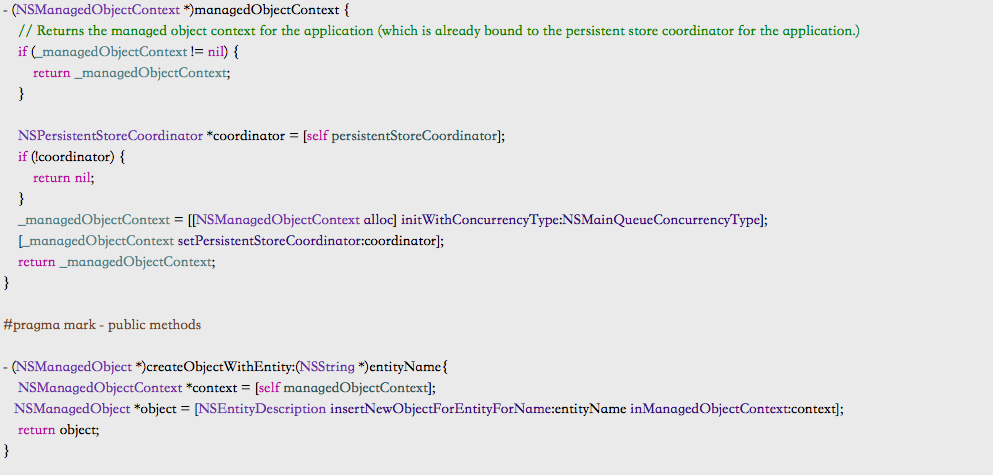 - (NSManagedObjectContext *)managedObjectContext {
// Returns the managed object context for the application (which is already bound to the persistent store coordinator for the application.)
if (_managedObjectContext != nil) {
return _managedObjectContext;
}
NSPersistentStoreCoordinator *coordinator = [self persistentStoreCoordinator];
if (!coordinator) {
return nil;
}
_managedObjectContext = [[NSManagedObjectContext alloc] initWithConcurrencyType:NSMainQueueConcurrencyType];
[_managedObjectContext setPersistentStoreCoordinator:coordinator];
return _managedObjectContext;
}
#pragma mark - public methods
- (NSManagedObject *)createObjectWithEntity:(NSString *)entityName{
NSManagedObjectContext *context = [self managedObjectContext];
NSManagedObject *object = [NSEntityDescription insertNewObjectForEntityForName:entityName inManagedObjectContext:context];
return object;
}